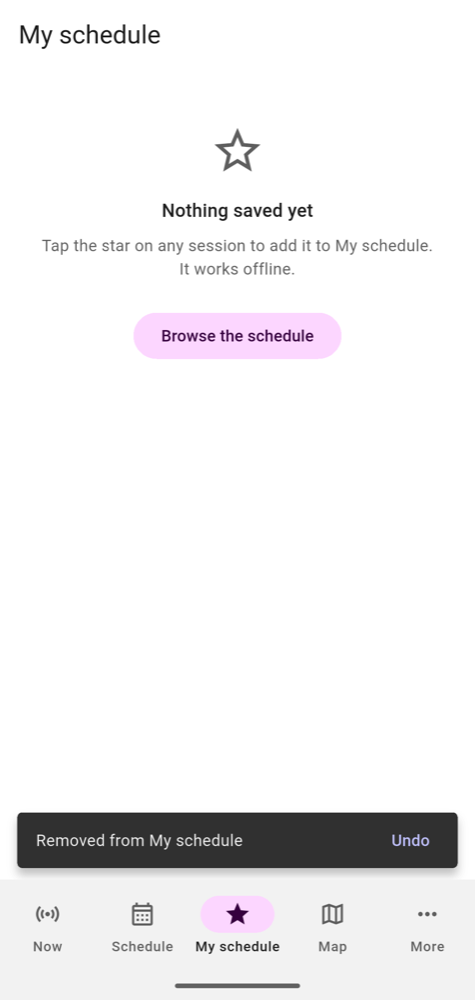 My schedule
Nothing saved yet
Tap the star on any session to add it to My schedule.
It works offline.
Browse the schedule
Removed from My schedule
Undo
Now
Schedule
My schedule
Map
More